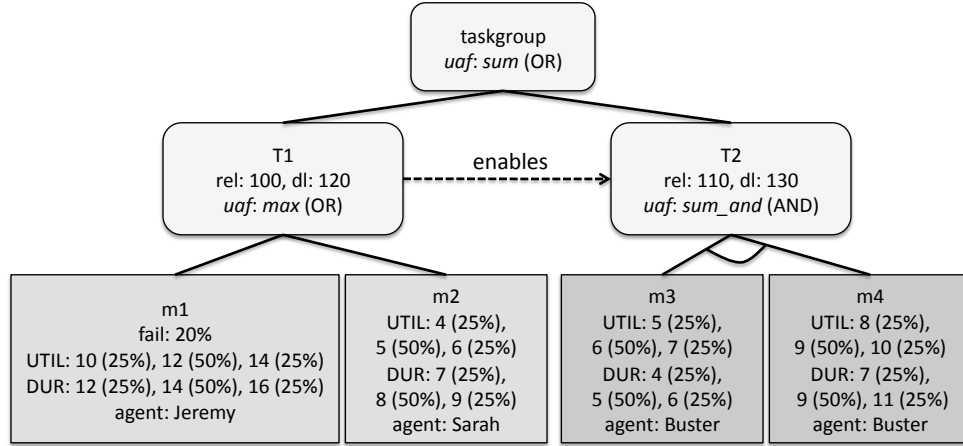 taskgroup
uaf: sum (OR)
T1
rel: 100, dl: 120
uaf: max (OR)
enables
T2
rel: 110, dl: 130
uaf: sum_and (AND)
m1
fail: 20%
UTIL: 10 (25%), 12 (50%), 14 (25%)
DUR: 12 (25%), 14 (50%), 16 (25%)
agent: Jeremy
m2
UTIL: 4 (25%),
5 (50%), 6 (25%)
DUR: 7 (25%),
8 (50%), 9 (25%)
agent: Sarah
m3
UTIL: 5 (25%),
6 (50%), 7 (25%)
DUR: 4 (25%),
5 (50%), 6 (25%)
agent: Buster
m4
UTIL: 8 (25%),
9 (50%), 10 (25%)
DUR: 7 (25%),
9 (50%), 11 (25%)
agent: Buster